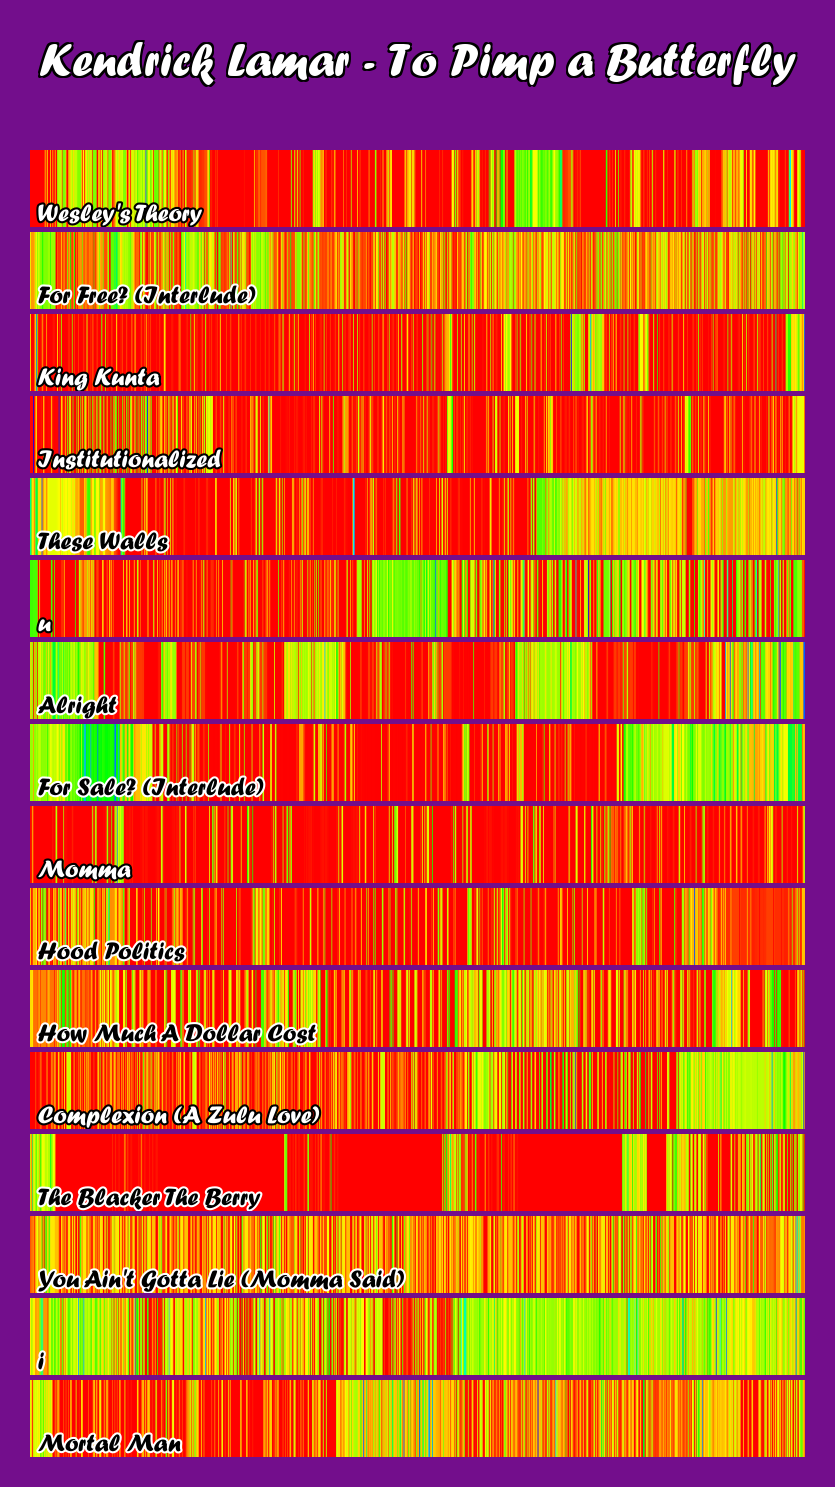 Kendrick Lamar - To Pimp a Butterfly
Wesley's Theory
For Free? (Interlude)
King Kunta
Institutionalized
These Walls
u
Alright
For Sale? (Interlude)
Momma
Hood Politics
How Much A Dollar Cost
Complexion (A Zulu Love)
The Blacker The Berry
You Ain't Gotta Lie (Momma Said)
i
Mortal Man